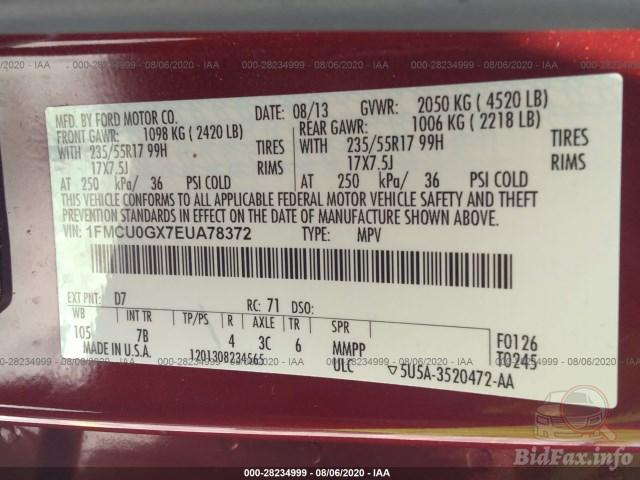 000-28234999 - 08/06/2020 - IAA
MFD. BY FORD MOTOR CO. DATE: 08/13 GVWR: 2050 KG ( 4520 LB)
FRONT GAWR: 1098 KG ( 2420 LB) REAR GAWR: 1006 KG ( 2218 LB)
WITH 235/55R17 99H TIRES WITH 235/55R17 99H TIRES
17X7.5J RIMS 17X7.5J RIMS
AT 250 kPa/ 36 PSI COLD AT 250 kPa/ 36 PSI COLD
THIS VEHICLE CONFORMS TO ALL APPLICABLE FEDERAL MOTOR VEHICLE SAFETY AND THEFT
PREVENTION STANDARDS IN EFFECT ON THE DATE OF MANUFACTURE SHOWN ABOVE.
VIN: 1FMCU0GX7EUA78372 TYPE: MPV
EXT PNT: D7 RC: 71 DSO:
WB INT TR TP/PS R AXLE TR SPR
105 7B 4 3C 6 MMPP F0126
MADE IN U.S.A. 1201308234565 ULC T0245
▽5U5A-3520472-AA
BidFax.info
000-28234999 - 08/06/2020 - IAA